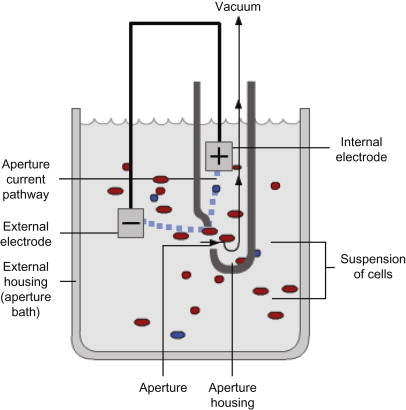 Vacuum
+
Internal
electrode
Aperture
current
pathway
−
External
electrode
External
housing
(aperture
bath)
Suspension
of cells
Aperture
Aperture
housing